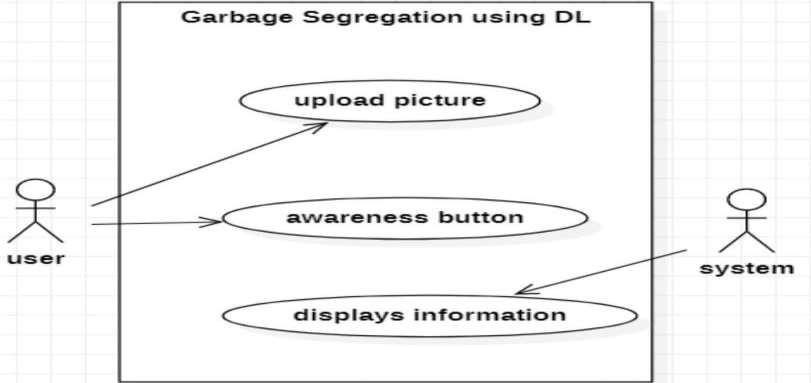 Garbage Segregation using DL
upload picture
awareness button
user
system
displays information